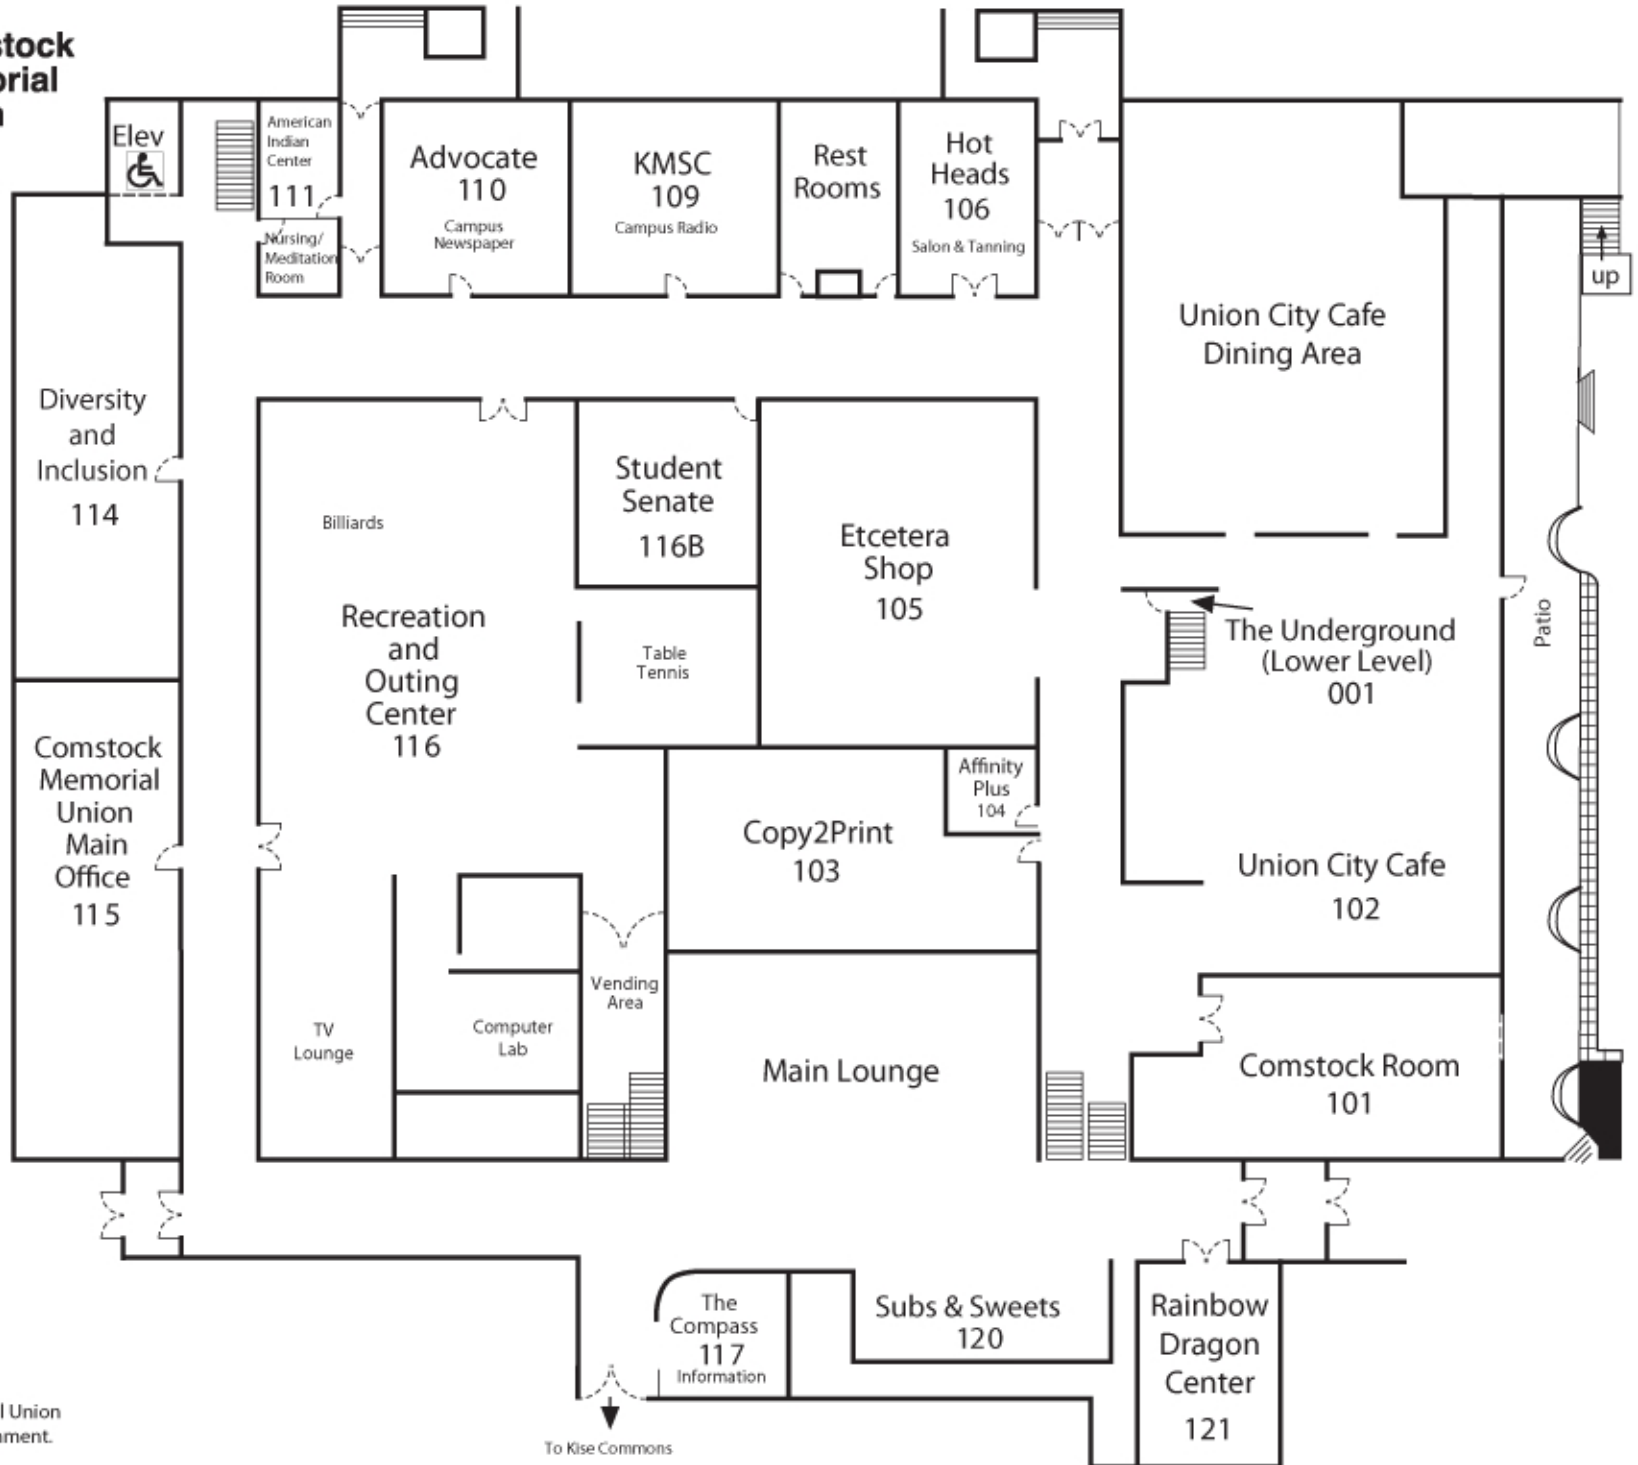 stock
orial
Elev
American
Indian
Center
111
Nursing/
Meditation
Room
Advocate
110
Campus
Newspaper
KMSC
109
Campus Radio
Rest
Rooms
Hot
Heads
106
Salon & Tanning
Union City Cafe
Dining Area
up
Diversity
and
Inclusion
114
Billiards
Student
Senate
116B
Etcetera
Shop
105
Recreation
and
Outing
Center
116
Table
Tennis
The Underground
(Lower Level)
001
Patio
Comstock
Memorial
Union
Main
Office
115
Affinity
Plus
104
Copy2Print
103
Union City Cafe
102
TV
Lounge
Computer
Lab
Vending
Area
Main Lounge
Comstock Room
101
The
Compass
117
Information
Subs & Sweets
120
Rainbow
Dragon
Center
121
To Kise Commons
l Union
ment.